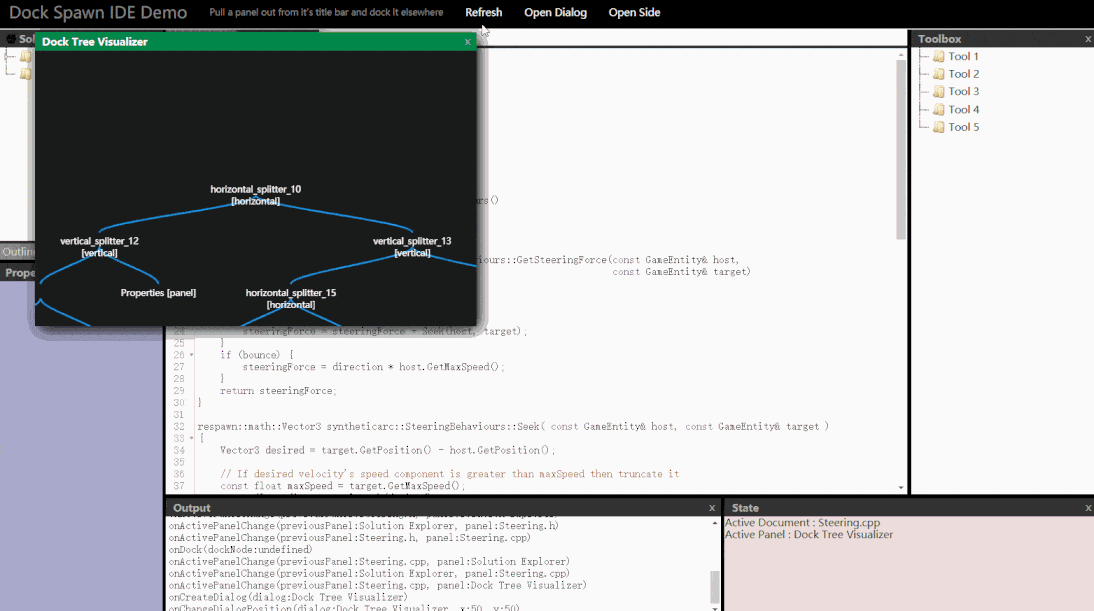 Dock Spawn IDE Demo
Pull a panel out from it's title bar and dock it elsewhere
Refresh
Open Dialog
Open Side
Dock Tree Visualizer
x
horizontal_splitter_10
[horizontal]
vertical_splitter_12
[vertical]
vertical_splitter_13
[vertical]
Properties [panel]
horizontal_splitter_15
[horizontal]
Toolbox
x
Tool 1
Tool 2
Tool 3
Tool 4
Tool 5
iours::GetSteeringForce(const GameEntity& host,
const GameEntity& target)
steeringForce = steeringForce + Seek(host, target);
25 }
26 if (bounce) {
27 steeringForce = direction * host.GetMaxSpeed();
28 }
29 return steeringForce;
30 }
31
32 respawn::math::Vector3 syntheticarc::SteeringBehaviours::Seek( const GameEntity& host, const GameEntity& target )
33 {
34 Vector3 desired = target.GetPosition() - host.GetPosition();
35
36 // If desired velocity's speed component is greater than maxSpeed then truncate it
37 const float maxSpeed = target.GetMaxSpeed();
Output
x
onActivePanelChange(previousPanel:Solution Explorer, panel:Steering.h)
onActivePanelChange(previousPanel:Steering.h, panel:Steering.cpp)
onDock(dockNode:undefined)
onActivePanelChange(previousPanel:Steering.cpp, panel:Solution Explorer)
onActivePanelChange(previousPanel:Solution Explorer, panel:Steering.cpp)
onActivePanelChange(previousPanel:Steering.cpp, panel:Dock Tree Visualizer)
onCreateDialog(dialog:Dock Tree Visualizer)
onChangeDialogPosition(dialog:Dock Tree Visualizer, x:50, y:50)
State
x
Active Document : Steering.cpp
Active Panel : Dock Tree Visualizer